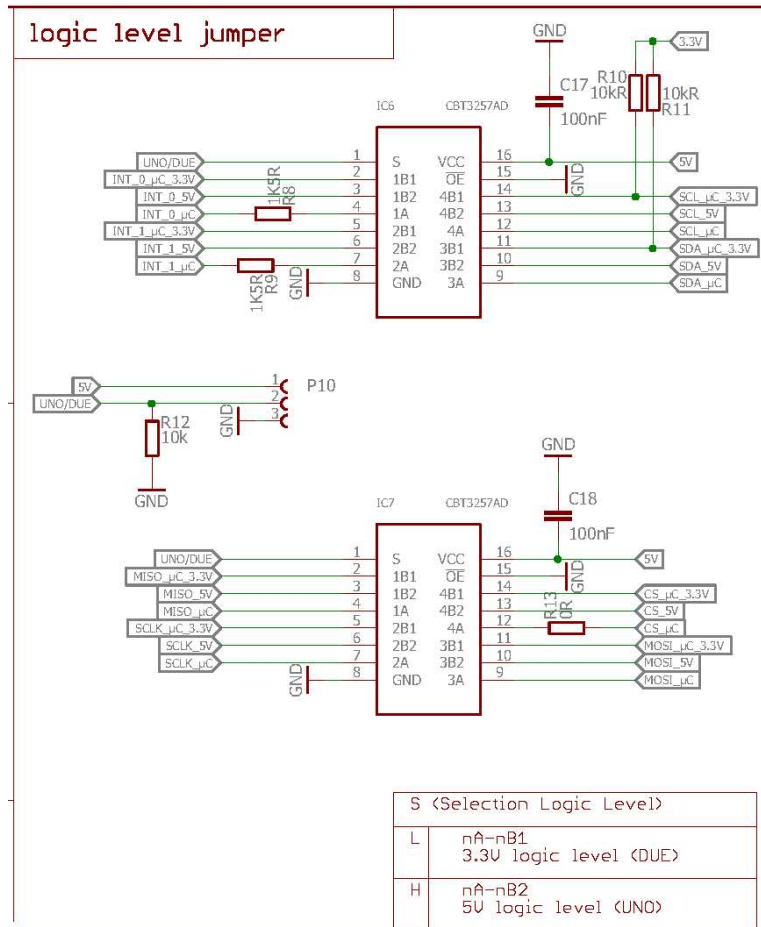 logic level jumper
GND
3.3V
C17
100nF
R10
10kR
10kR
R11
IC6
CBT3257AD
UNO/DUE
1
S
VCC
16
5V
INT_0_µC_3.3V
2
1B1
OE
15
GND
INT_0_5V
3
1B2
4B1
14
SCL_µC_3.3V
INT_0_µC
1K5R
R8
4
1A
4B2
13
SCL_5V
INT_1_µC_3.3V
5
2B1
4A
12
SCL_µC
INT_1_5V
6
2B2
3B1
11
SDA_µC_3.3V
INT_1_µC
1K5R
R9
7
2A
3B2
10
SDA_5V
GND
8
GND
3A
9
SDA_µC
5V
1
P10
UNO/DUE
2
GND
3
R12
10k
GND
GND
C18
100nF
IC7
CBT3257AD
UNO/DUE
1
S
VCC
16
5V
MISO_µC_3.3V
2
1B1
OE
15
GND
MISO_5V
3
1B2
4B1
14
CS_µC_3.3V
MISO_µC
4
1A
4B2
13
CS_5V
SCLK_µC_3.3V
5
2B1
4A
12
R13
0R
CS_µC
SCLK_5V
6
2B2
3B1
11
MOSI_µC_3.3V
SCLK_µC
7
2A
3B2
10
MOSI_5V
GND
8
GND
3A
9
MOSI_µC
S (Selection Logic Level)
L
nA-nB1
3.3V logic level (DUE)
H
nA-nB2
5V logic level (UNO)